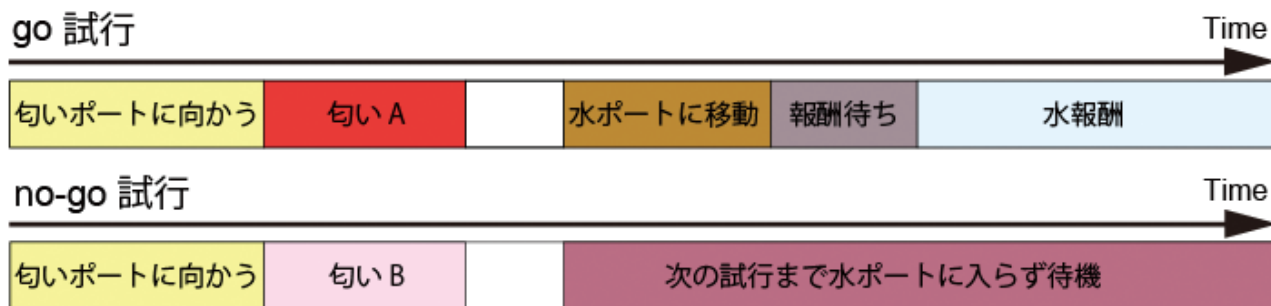 go 試行
Time
匂いポートに向かう 匂い A 水ポートに移動 報酬待ち 水報酬
no-go 試行
Time
匂いポートに向かう 匂い B 次の試行まで水ポートに入らず待機